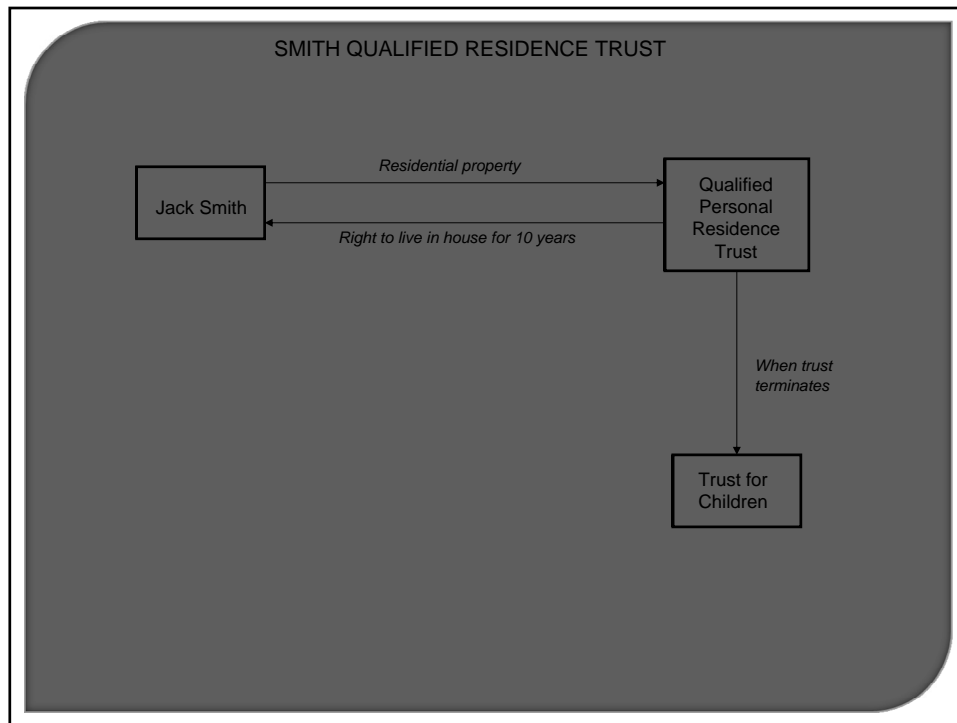 SMITH QUALIFIED RESIDENCE TRUST
Residential property
Jack Smith
Right to live in house for 10 years
Qualified
Personal
Residence
Trust
When trust
terminates
Trust for
Children